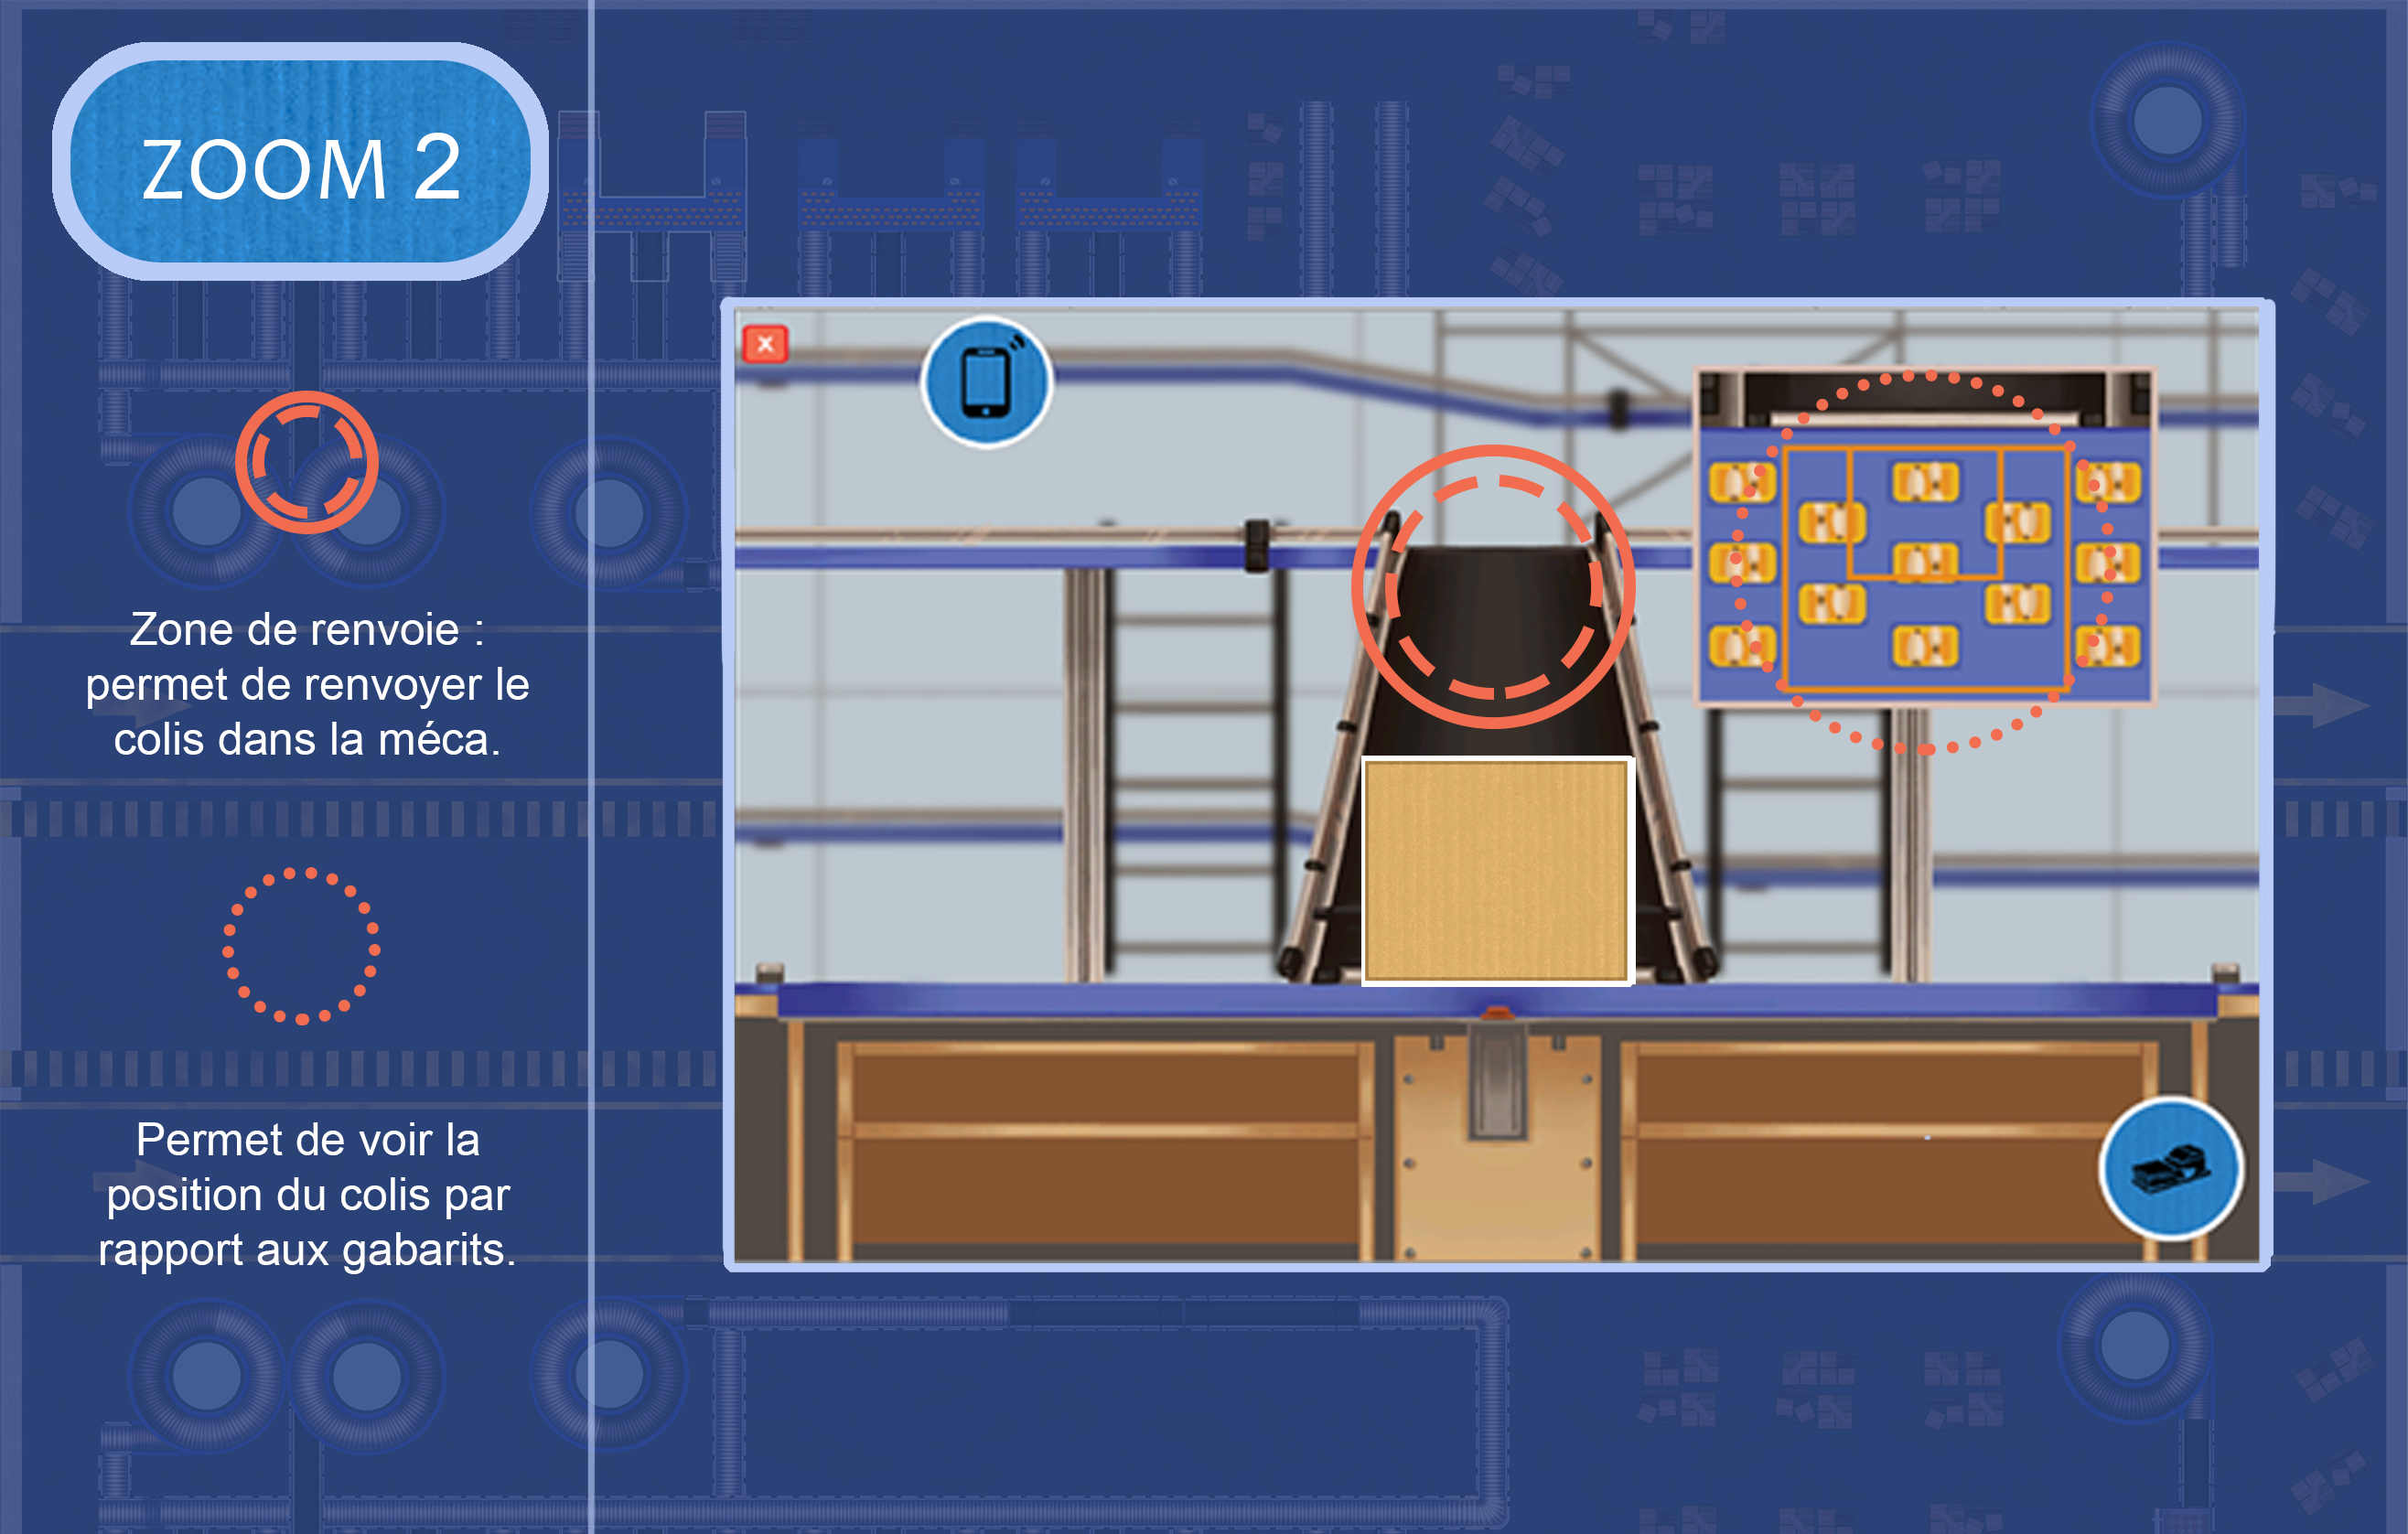 ZOOM 2
Zone de renvoie :
permet de renvoyer le
colis dans la méca.
Permet de voir la
position du colis par
rapport aux gabarits.